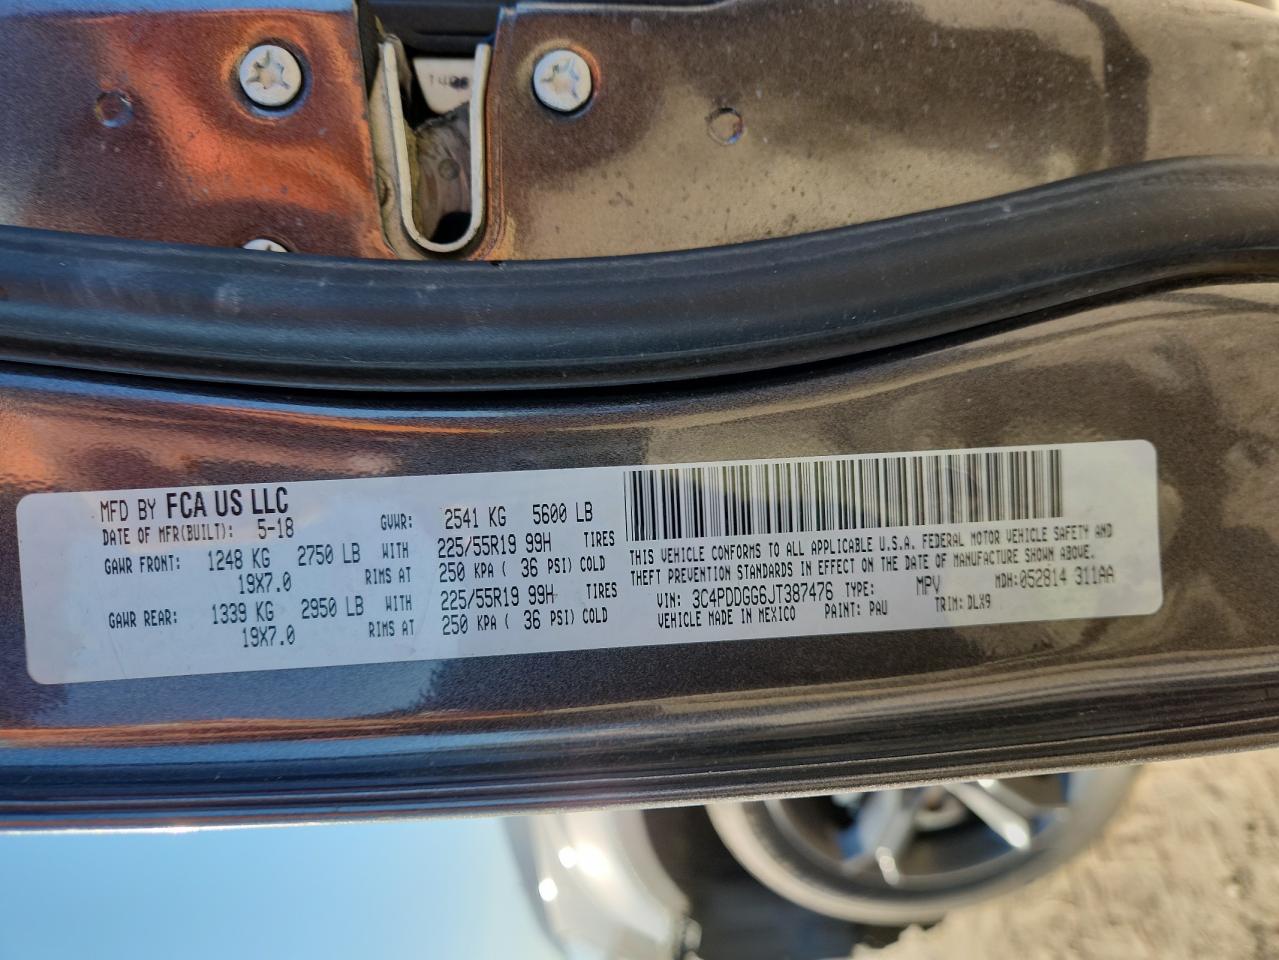 MFD BY FCA US LLC
DATE OF MFR(BUILT): 5-18 GVWR: 2541 KG 5600 LB
GAWR FRONT: 1248 KG 2750 LB WITH 225/55R19 99H TIRES
19X7.0 RIMS AT 250 KPA ( 36 PSI) COLD
GAWR REAR: 1339 KG 2950 LB WITH 225/55R19 99H TIRES
19X7.0 RIMS AT 250 KPA ( 36 PSI) COLD
THIS VEHICLE CONFORMS TO ALL APPLICABLE U.S.A. FEDERAL MOTOR VEHICLE SAFETY AND
THEFT PREVENTION STANDARDS IN EFFECT ON THE DATE OF MANUFACTURE SHOWN ABOVE.
VIN: 3C4PDDGG6JT387476 TYPE: MPV MDH:052814 311AA
VEHICLE MADE IN MEXICO PAINT: PAU TRIM: DLX9